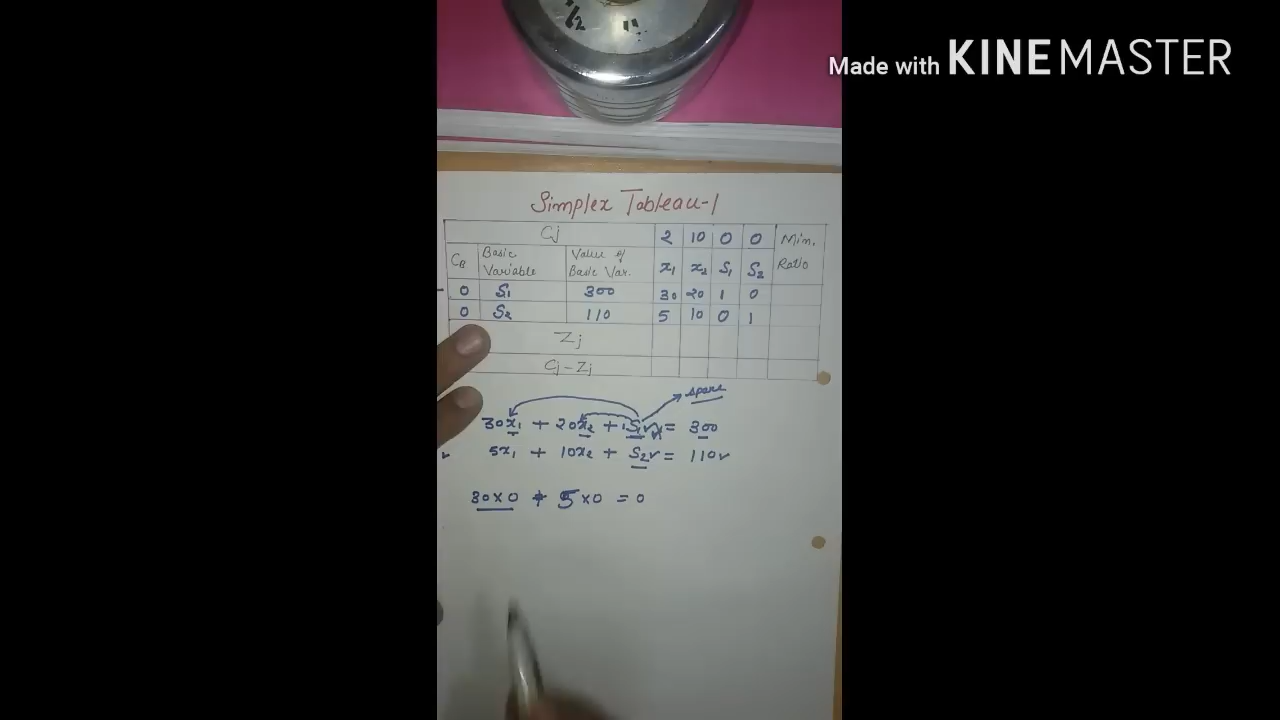 Made with KINEMASTER
Simplex Tableau-1
Cj 2 10 0 0 Min. Ratio
CB Basic Variable Value of Basic Var. x1 x2 S1 S2
0 S1 300 30 20 1 0
0 S2 110 5 10 0 1
Zj
Cj - Zj
30x1 + 20x2 + 1S1 = 300
5x1 + 10x2 + S2 = 110
30×0 + 5×0 = 0